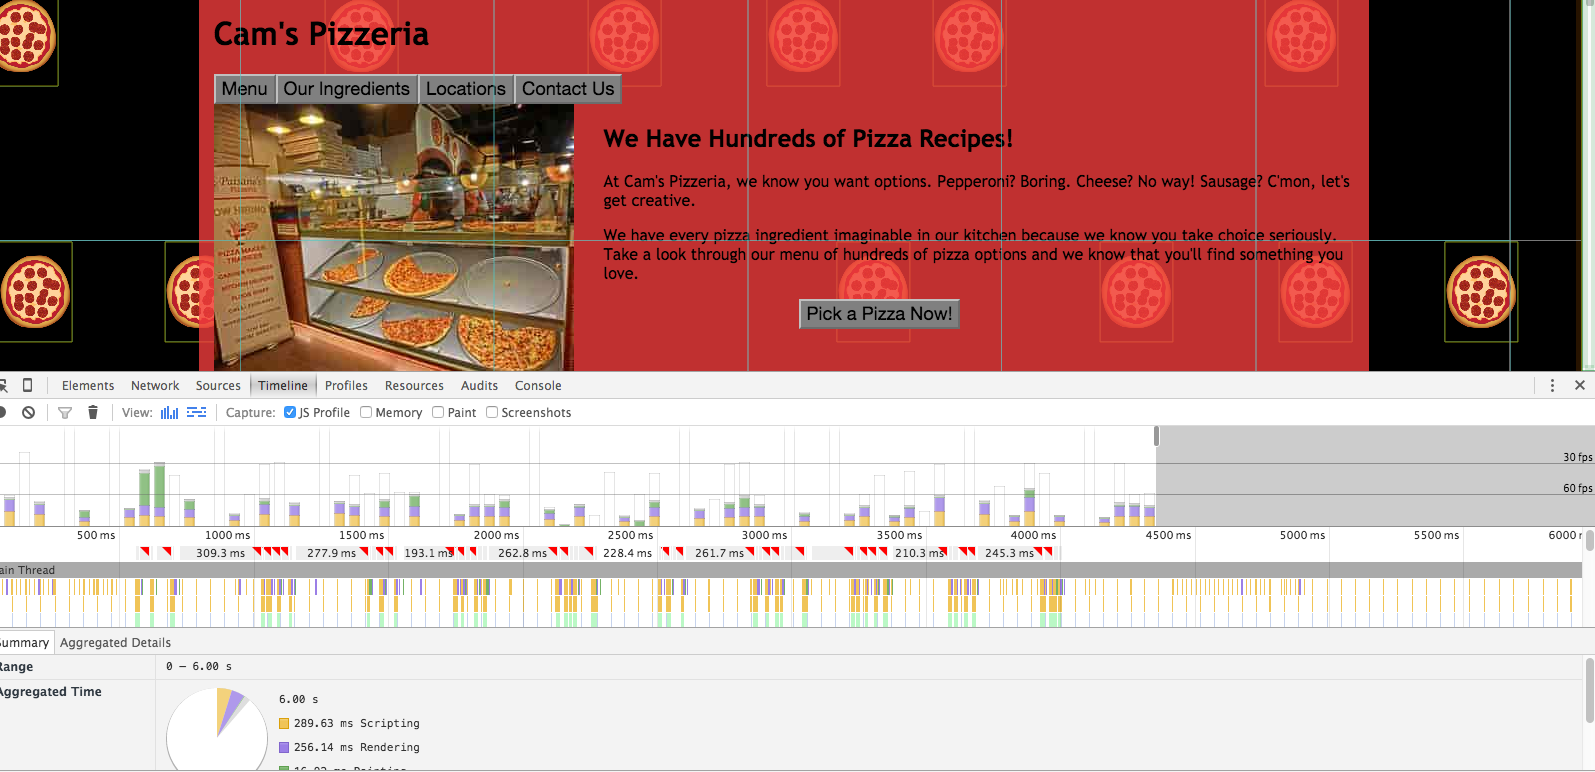 Cam's Pizzeria
Menu Our Ingredients Locations Contact Us
We Have Hundreds of Pizza Recipes!
At Cam's Pizzeria, we know you want options. Pepperoni? Boring. Cheese? No way! Sausage? C'mon, let's
get creative.
We have every pizza ingredient imaginable in our kitchen because we know you take choice seriously.
Take a look through our menu of hundreds of pizza options and we know that you'll find something you
love.
Pick a Pizza Now!
Elements Network Sources Timeline Profiles Resources Audits Console
View: Capture: JS Profile Memory Paint Screenshots
30 fps
60 fps
500 ms 1000 ms 1500 ms 2000 ms 2500 ms 3000 ms 3500 ms 4000 ms 4500 ms 5000 ms 5500 ms 6000
309.3 ms 277.9 ms 193.1 ms 262.8 ms 228.4 ms 261.7 ms 210.3 ms 245.3 ms
ain Thread
Summary Aggregated Details
Range 0 – 6.00 s
Aggregated Time
6.00 s
289.63 ms Scripting
256.14 ms Rendering